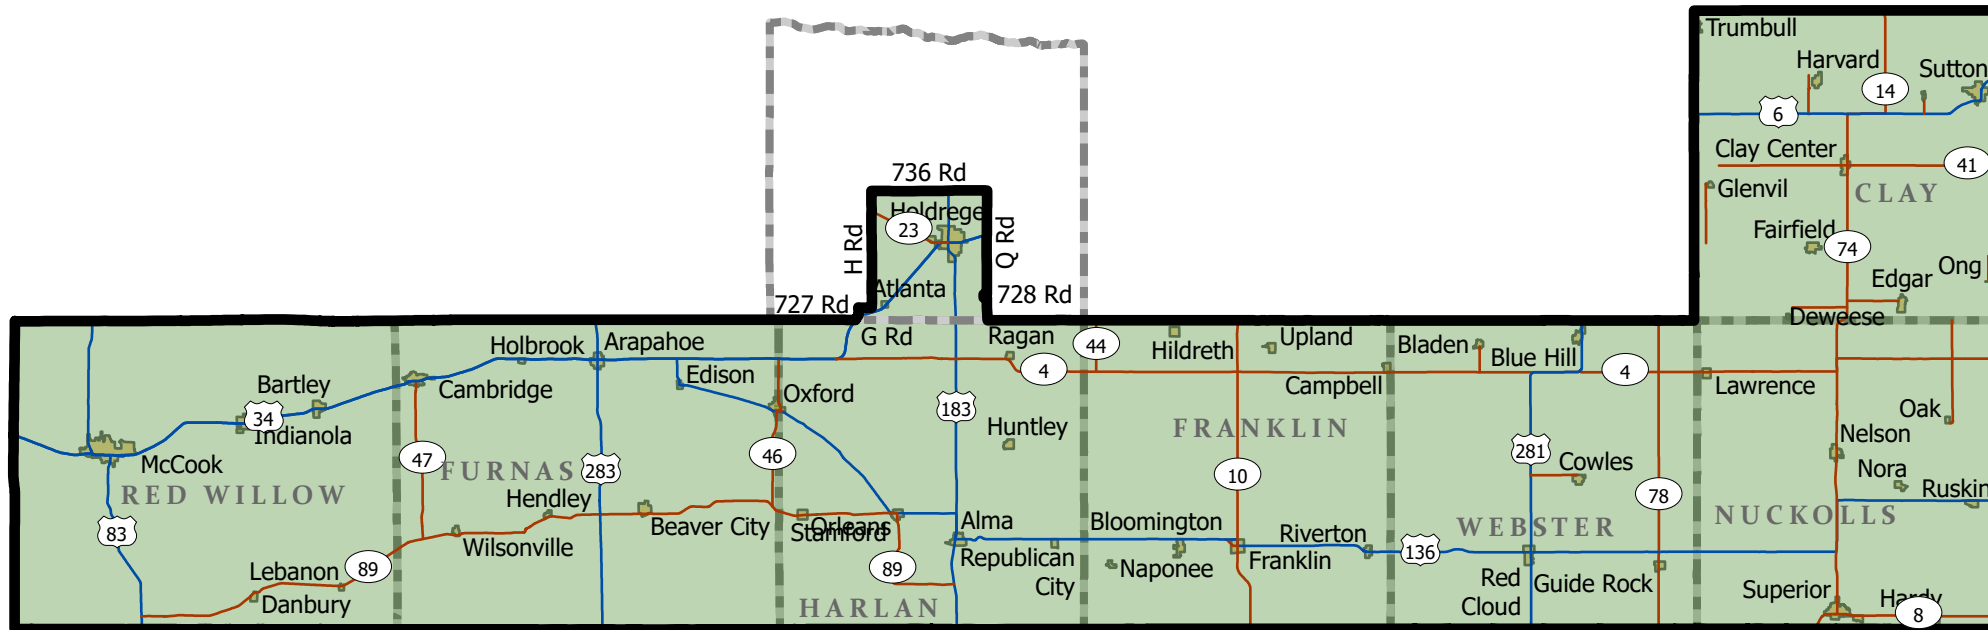 Trumbull
Harvard
Sutton
14
6
Clay Center
41
Glenvil
CLAY
Fairfield
74
Edgar
Ong
Deweese
736 Rd
Holdrege
23
H Rd
Q Rd
Atlanta
727 Rd
728 Rd
G Rd
Ragan
44
Hildreth
Upland
Bladen
Blue Hill
4
4
Campbell
Lawrence
Holbrook
Arapahoe
Bartley
Cambridge
Edison
Oxford
34
Indianola
183
Huntley
FRANKLIN
Oak
Nelson
McCook
47
FURNAS
283
46
10
281
Cowles
Nora
78
RED WILLOW
Hendley
Ruskin
83
Beaver City
Orleans
Stamford
Alma
Bloomington
Riverton
WEBSTER
NUCKOLLS
Wilsonville
Republican
City
Naponee
Franklin
136
Lebanon
89
89
Danbury
HARLAN
Red
Cloud
Guide Rock
Superior
Hardy
8